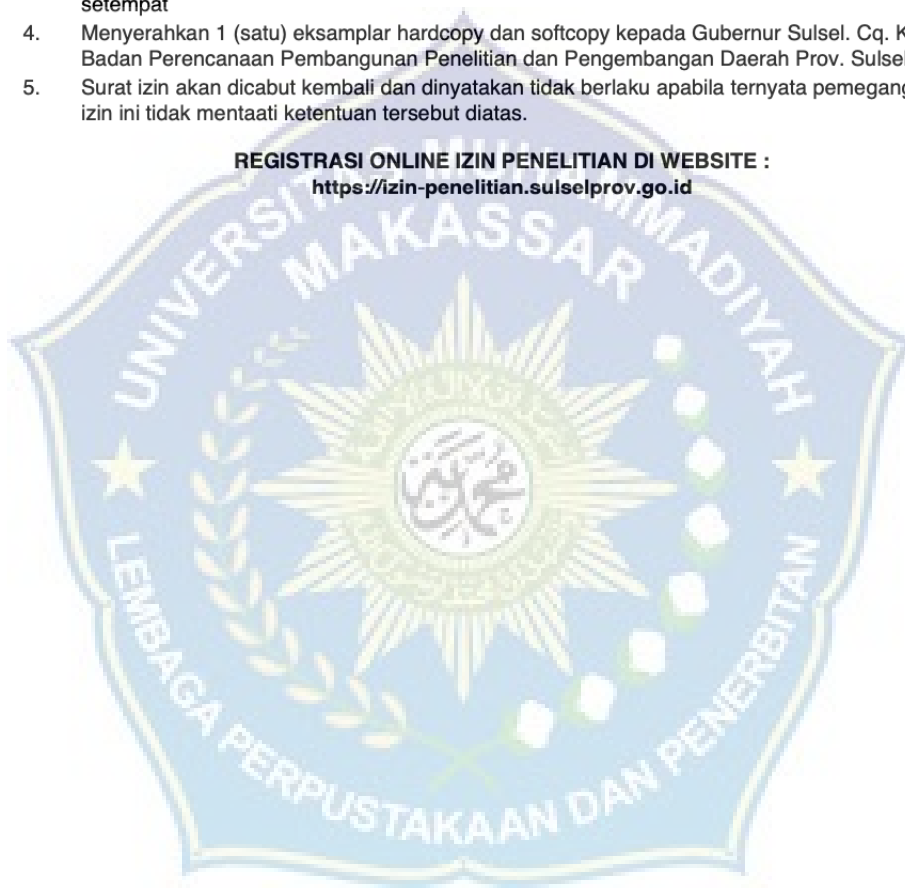 setempat
4. Menyerahkan 1 (satu) eksamplar hardcopy dan softcopy kepada Gubernur Sulsel. Cq. K
Badan Perencanaan Pembangunan Penelitian dan Pengembangan Daerah Prov. Sulsel
5. Surat izin akan dicabut kembali dan dinyatakan tidak berlaku apabila ternyata pemegang
izin ini tidak mentaati ketentuan tersebut diatas.
REGISTRASI ONLINE IZIN PENELITIAN DI WEBSITE :
https://izin-penelitian.sulselprov.go.id
UNIVERSITAS MUHAMMADIYAH
MAKASSAR
LEMBAGA PERPUSTAKAAN DAN PENERBITAN